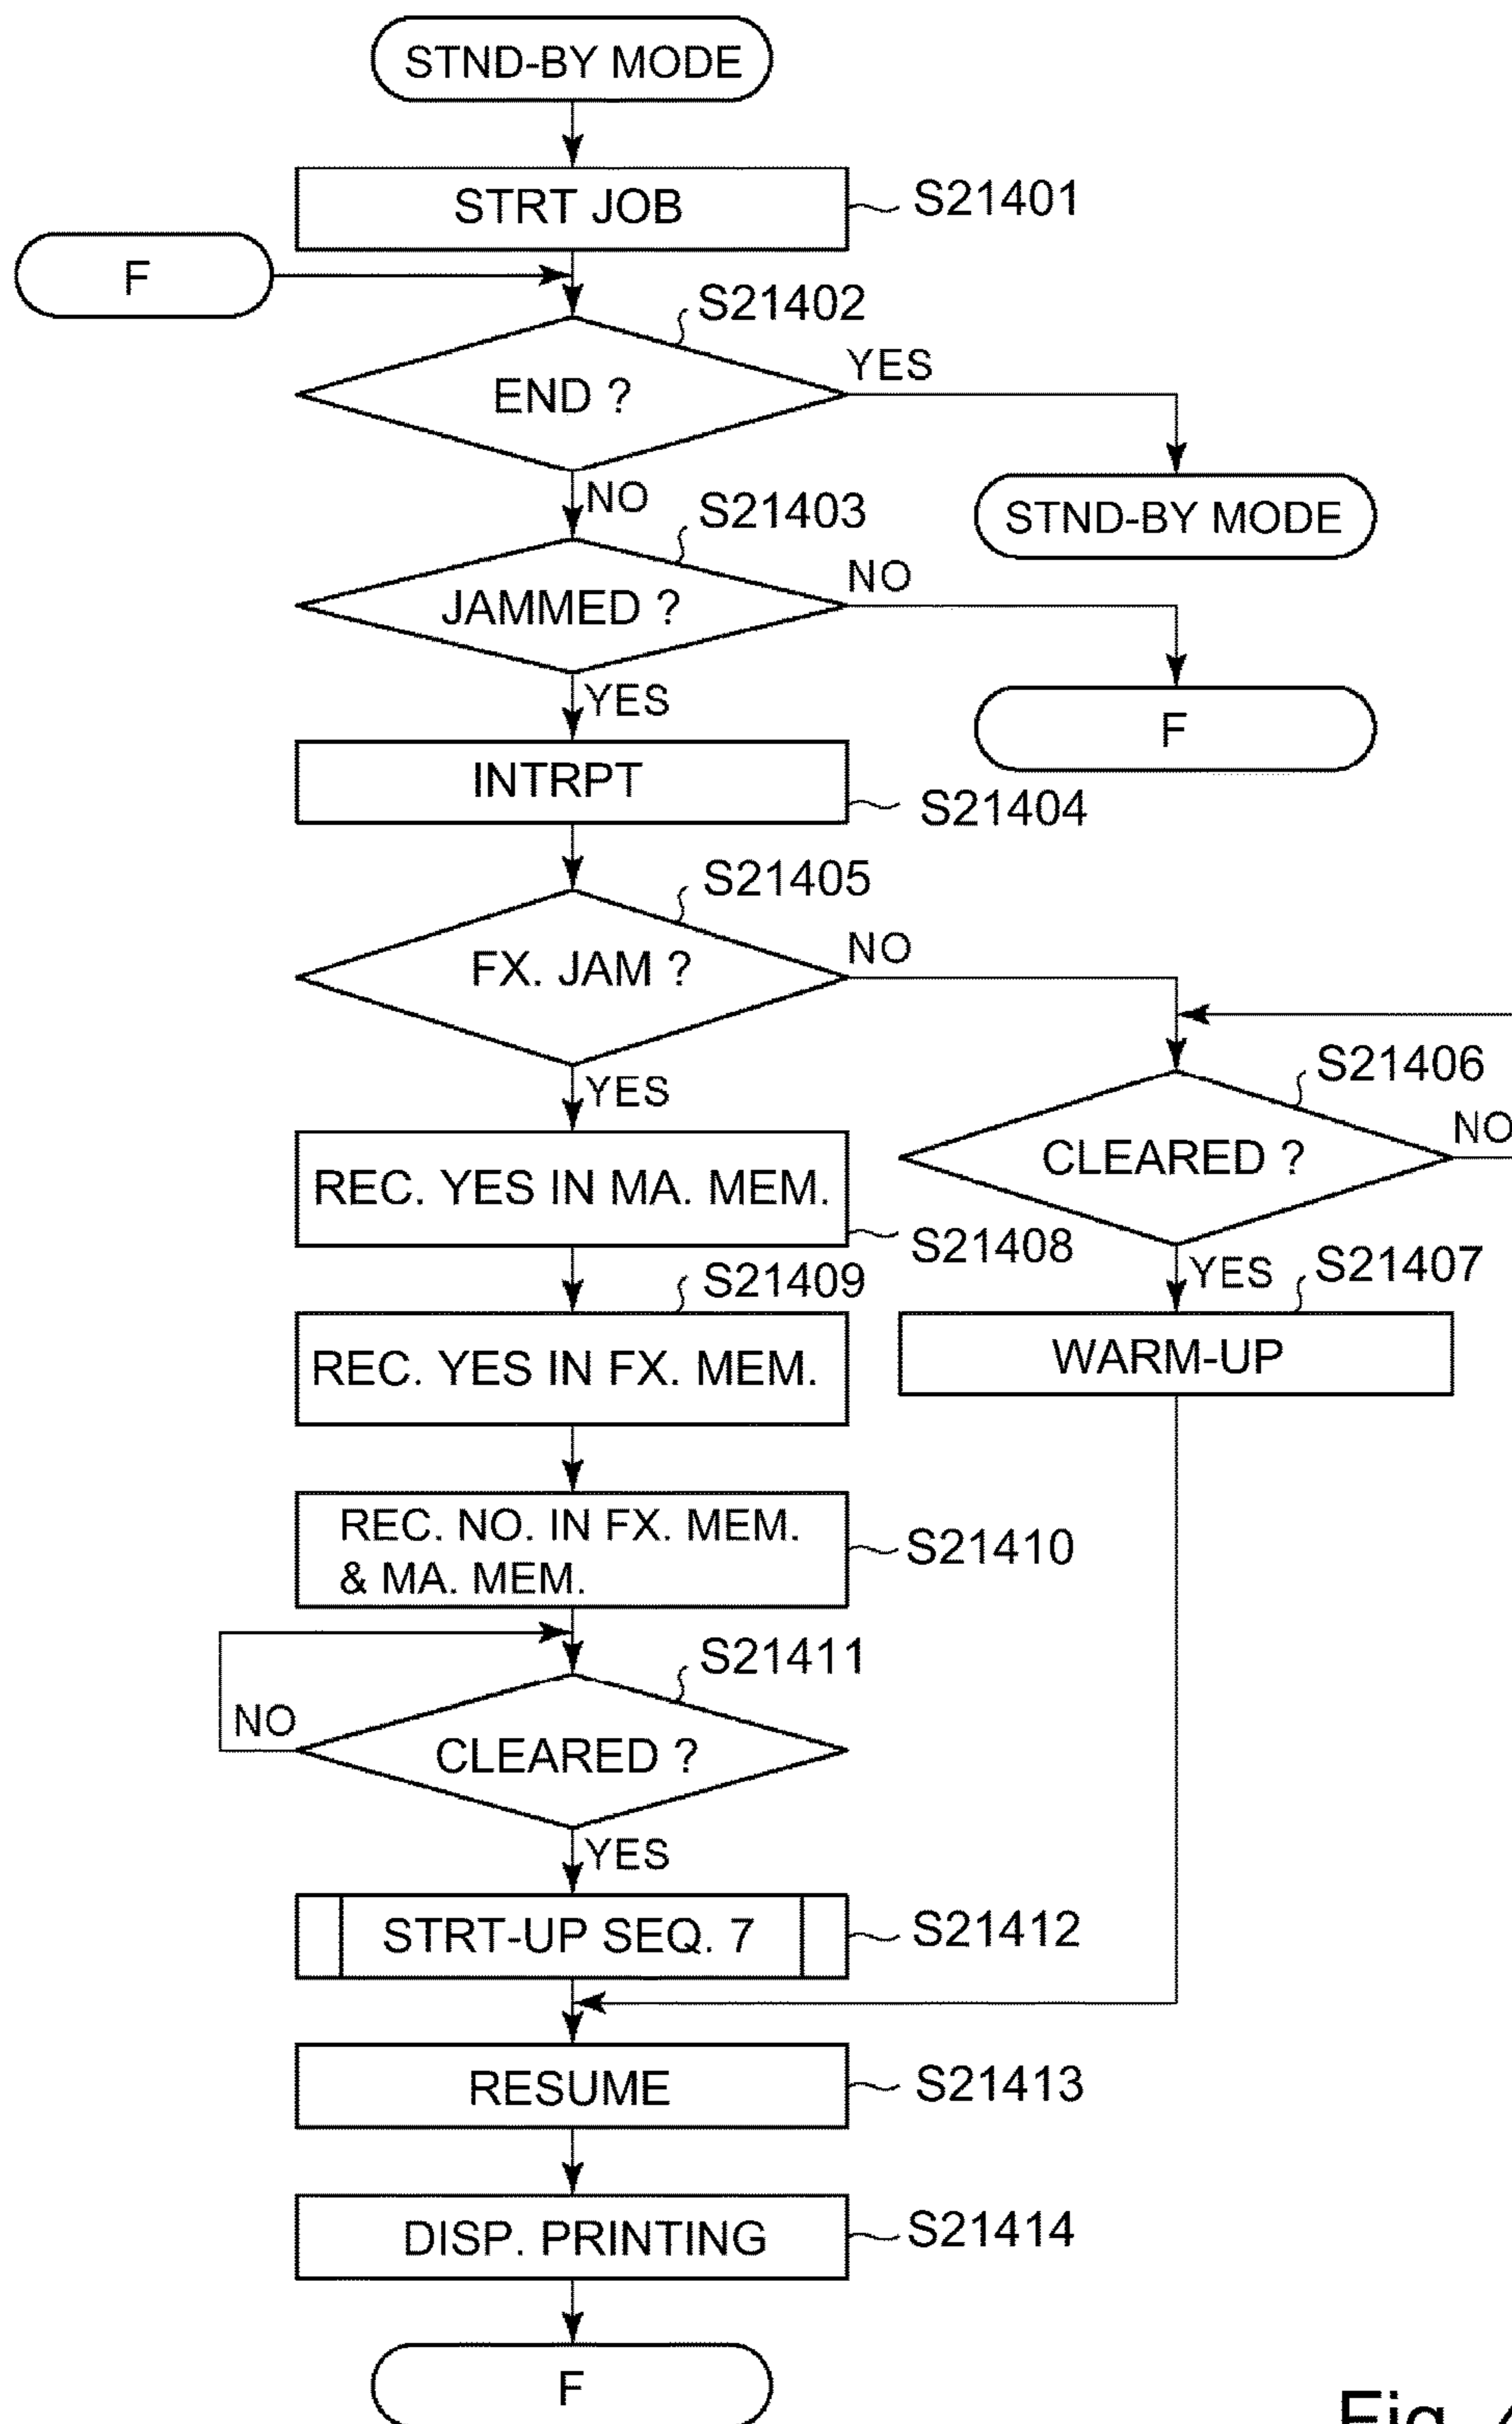 STND-BY MODE
STRT JOB
S21401
F
S21402
END ?
YES
NO
STND-BY MODE
S21403
JAMMED ?
NO
YES
F
INTRPT
S21404
S21405
FX. JAM ?
NO
YES
S21406
CLEARED ?
NO
YES
REC. YES IN MA. MEM.
S21408
S21407
WARM-UP
S21409
REC. YES IN FX. MEM.
REC. NO. IN FX. MEM.
& MA. MEM.
S21410
S21411
CLEARED ?
NO
YES
STRT-UP SEQ. 7
S21412
RESUME
S21413
DISP. PRINTING
S21414
F